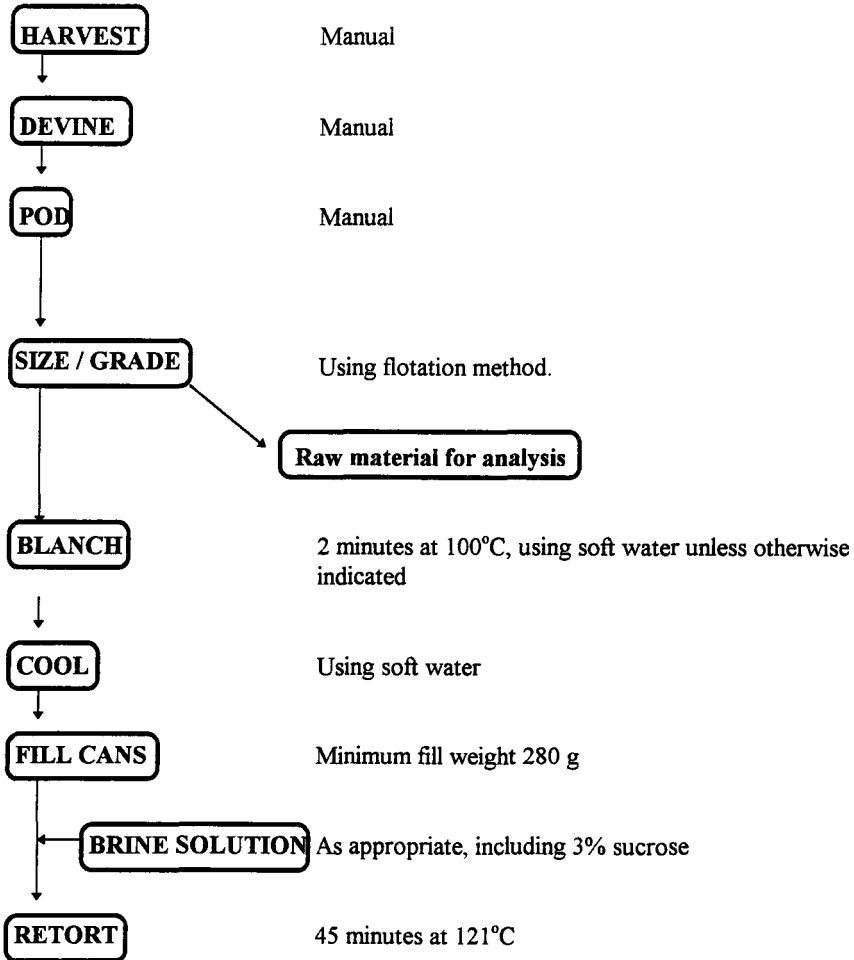 HARVEST Manual
DEVINE Manual
POD Manual
SIZE / GRADE Using flotation method.
Raw material for analysis
BLANCH 2 minutes at 100°C, using soft water unless otherwise
indicated
COOL Using soft water
FILL CANS Minimum fill weight 280 g
BRINE SOLUTION As appropriate, including 3% sucrose
RETORT 45 minutes at 121°C